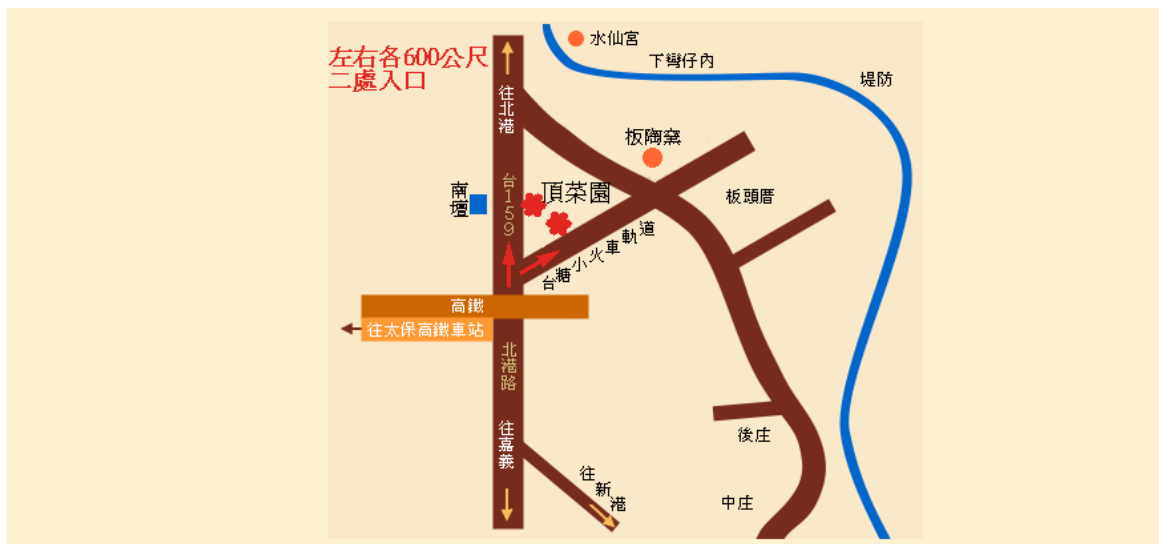 水仙宮
左右各600公尺
二處入口
下彎仔內
堤防
往北港
板陶窯
南壇
台159
頂菜園
板頭厝
台糖小火車軌道
高鐵
往太保高鐵車站
北港路
往嘉義
後庄
往新港
中庄